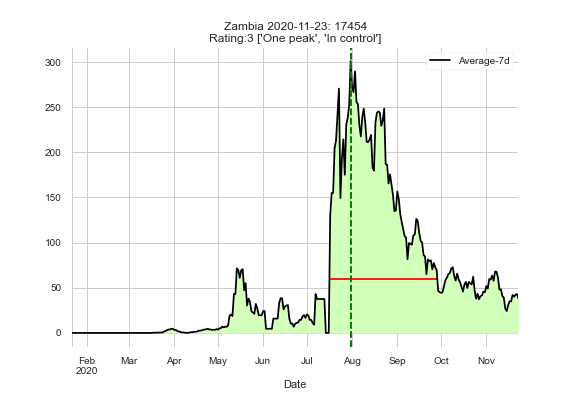 Zambia 2020-11-23: 17454
Rating:3 ['One peak', 'In control']
Average-7d
300
250
200
150
100
50
0
Feb Mar Apr May Jun Jul Aug Sep Oct Nov
2020
Date